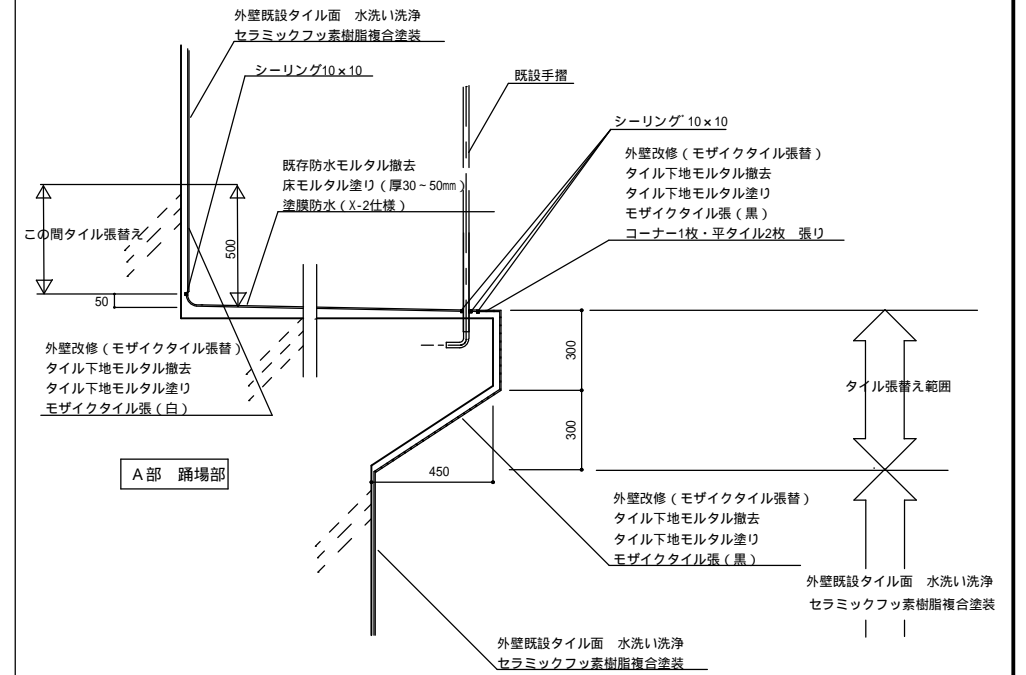 外壁既設タイル面　水洗い洗浄
セラミックフッ素樹脂複合塗装
シーリング10×10
既設手摺
シーリング゛10×10
外壁改修（モザイクタイル張替）
タイル下地モルタル撤去
タイル下地モルタル塗り
モザイクタイル張（黒）
コーナー1枚・平タイル2枚　張り
既存防水モルタル撤去
床モルタル塗り（厚30～50mm）
塗膜防水（X-2仕様）
この間タイル張替え
500
50
外壁改修（モザイクタイル張替）
タイル下地モルタル撤去
タイル下地モルタル塗り
モザイクタイル張（白）
300
300
450
タイル張替え範囲
A部　踊場部
外壁改修（モザイクタイル張替）
タイル下地モルタル撤去
タイル下地モルタル塗り
モザイクタイル張（黒）
外壁既設タイル面　水洗い洗浄
セラミックフッ素樹脂複合塗装
外壁既設タイル面　水洗い洗浄
セラミックフッ素樹脂複合塗装